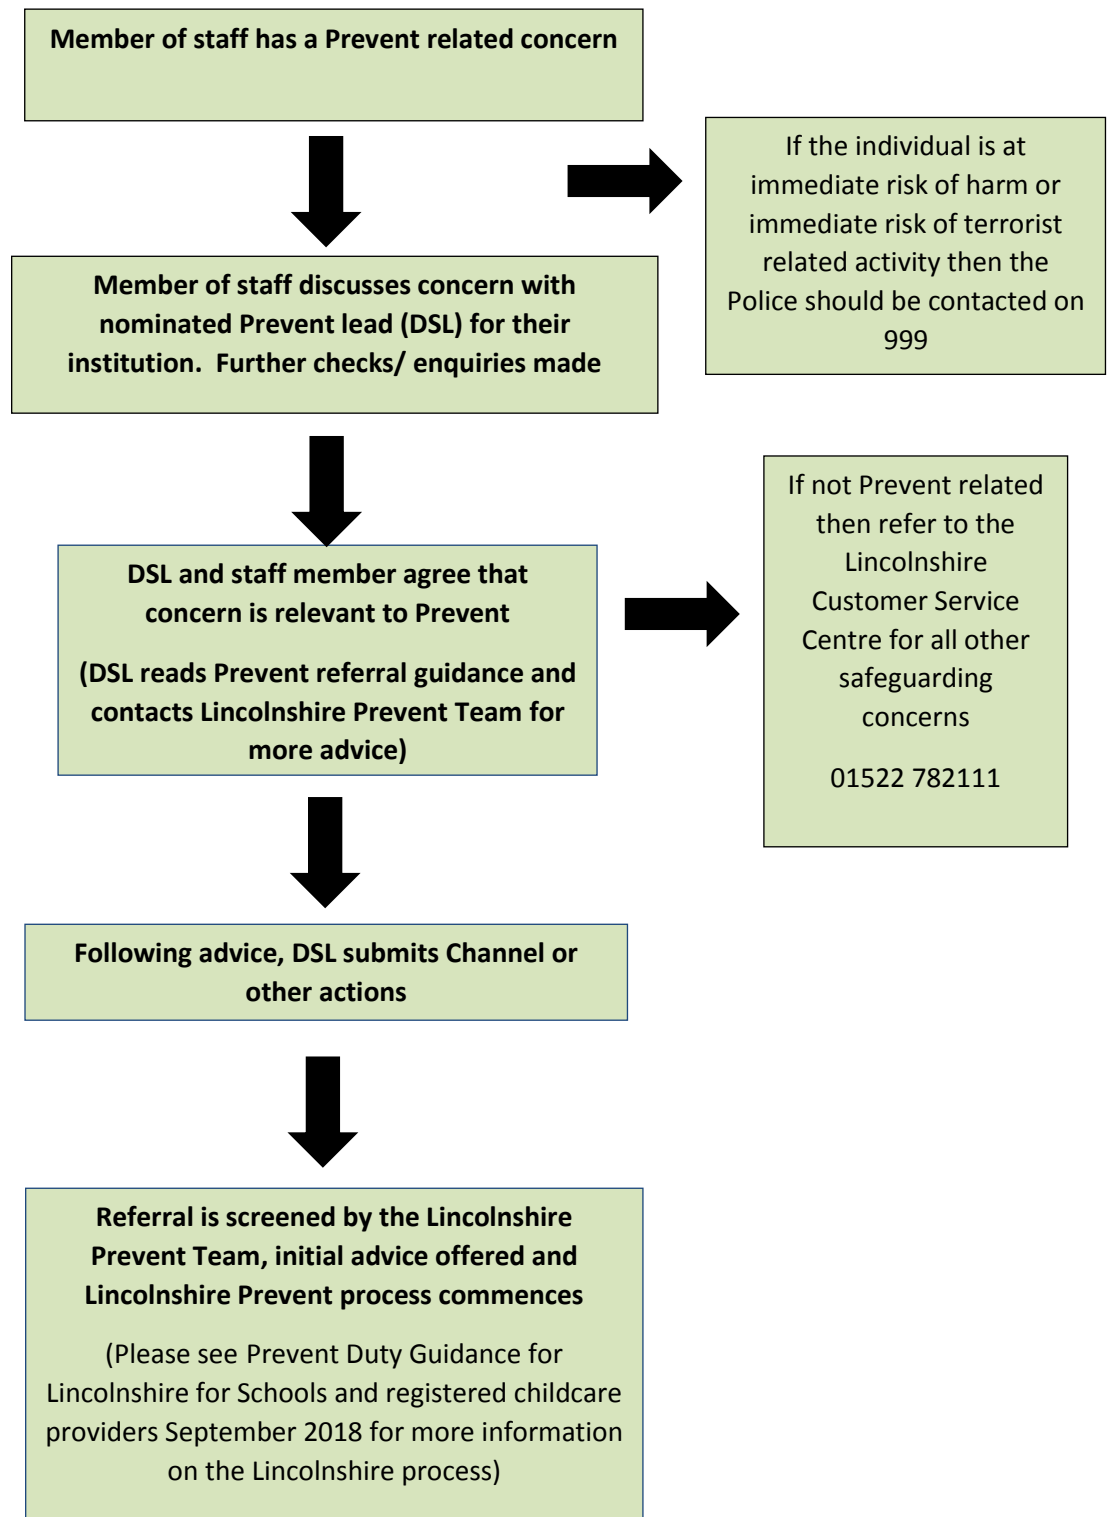 Member of staff has a Prevent related concern
If the individual is at
immediate risk of harm or
immediate risk of terrorist
related activity then the
Police should be contacted on
999
Member of staff discusses concern with
nominated Prevent lead (DSL) for their
institution.  Further checks/ enquiries made
DSL and staff member agree that
concern is relevant to Prevent
(DSL reads Prevent referral guidance and
contacts Lincolnshire Prevent Team for
more advice)
If not Prevent related
then refer to the
Lincolnshire
Customer Service
Centre for all other
safeguarding
concerns
01522 782111
Following advice, DSL submits Channel or
other actions
Referral is screened by the Lincolnshire
Prevent Team, initial advice offered and
Lincolnshire Prevent process commences
(Please see Prevent Duty Guidance for
Lincolnshire for Schools and registered childcare
providers September 2018 for more information
on the Lincolnshire process)